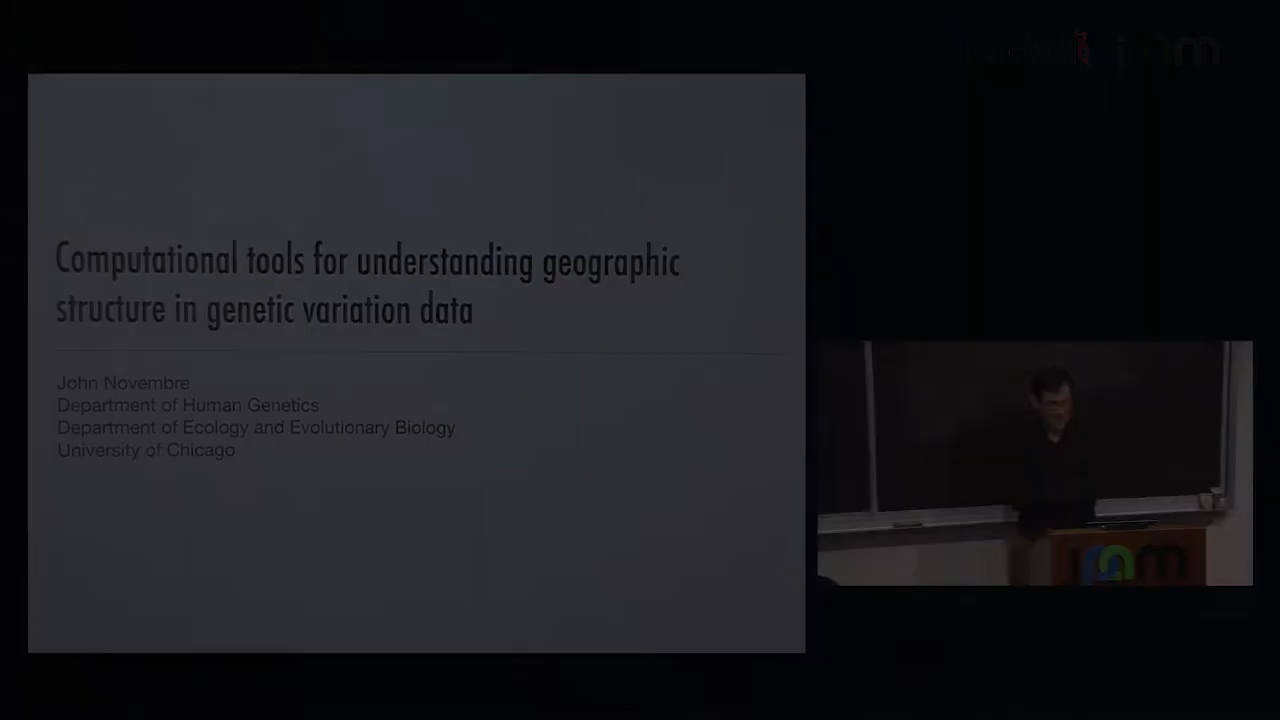 Computational tools for understanding geographic
structure in genetic variation data
John Novembre
Department of Human Genetics
Department of Ecology and Evolutionary Biology
University of Chicago
ipam